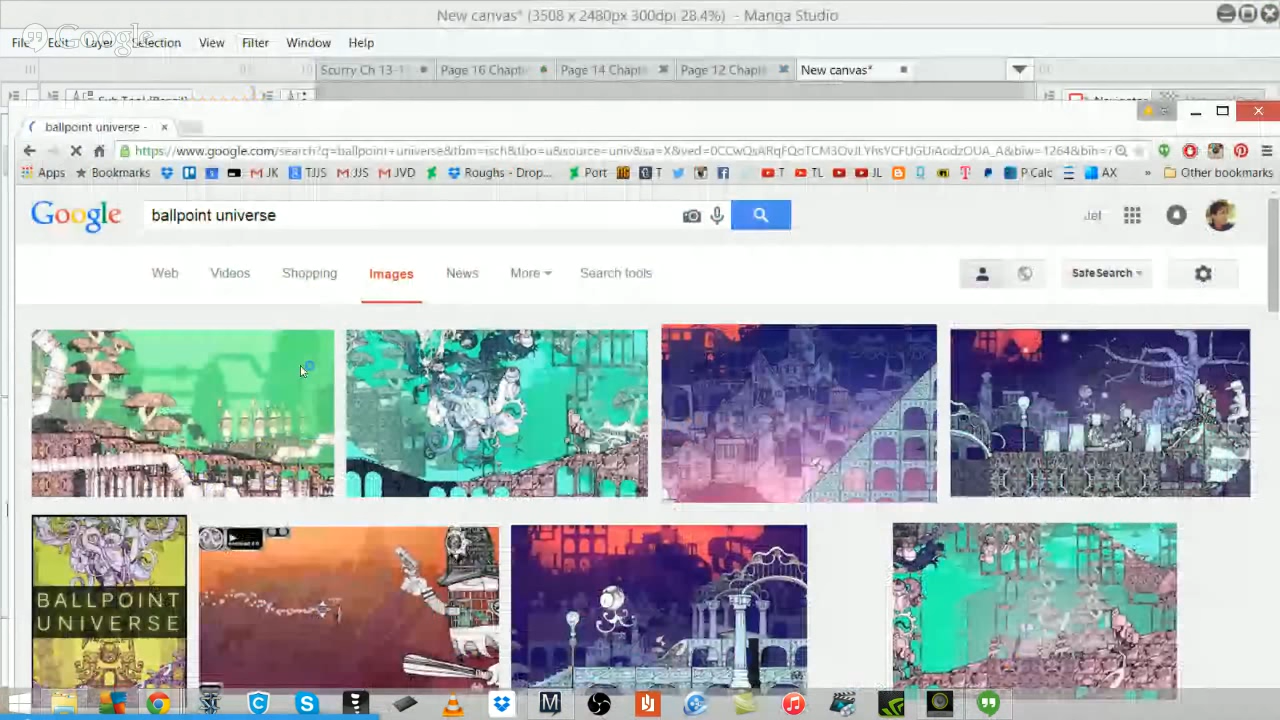 New canvas* (3508 x 2480px 300dpi 28.4%) - Manga Studio
File Edit Layer Selection View Filter Window Help
Google
Scurry Ch 13-1 Page 16 Chapt Page 14 Chapt Page 12 Chapt New canvas*
ballpoint universe -
Apps Bookmarks JK TJJS JJS JVD Roughs - Drop... Port T T TL JL P.Calc AX » Other bookmarks
Google ballpoint universe Jet
Web Videos Shopping Images News More Search tools SafeSearch
BALLPOINT
UNIVERSE